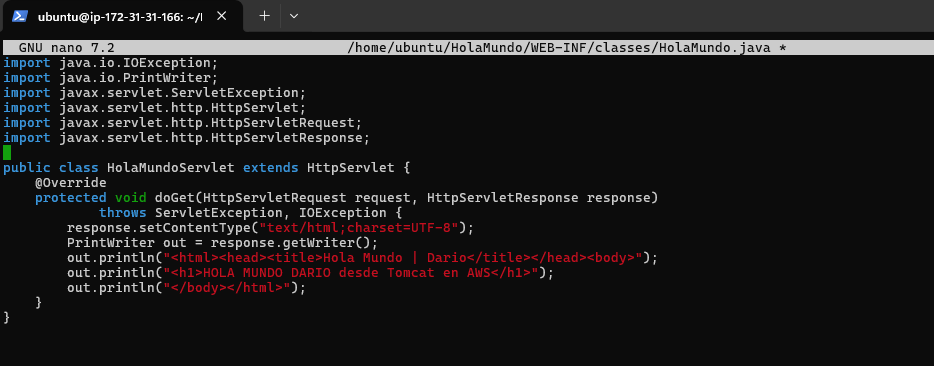 ubuntu@ip-172-31-31-166: ~/l
GNU nano 7.2 /home/ubuntu/HolaMundo/WEB-INF/classes/HolaMundo.java *
import java.io.IOException;
import java.io.PrintWriter;
import javax.servlet.ServletException;
import javax.servlet.http.HttpServlet;
import javax.servlet.http.HttpServletRequest;
import javax.servlet.http.HttpServletResponse;
public class HolaMundoServlet extends HttpServlet {
    @Override
    protected void doGet(HttpServletRequest request, HttpServletResponse response)
            throws ServletException, IOException {
        response.setContentType("text/html;charset=UTF-8");
        PrintWriter out = response.getWriter();
        out.println("<html><head><title>Hola Mundo | Dario</title></head><body>");
        out.println("<h1>HOLA MUNDO DARIO desde Tomcat en AWS</h1>");
        out.println("</body></html>");
    }
}